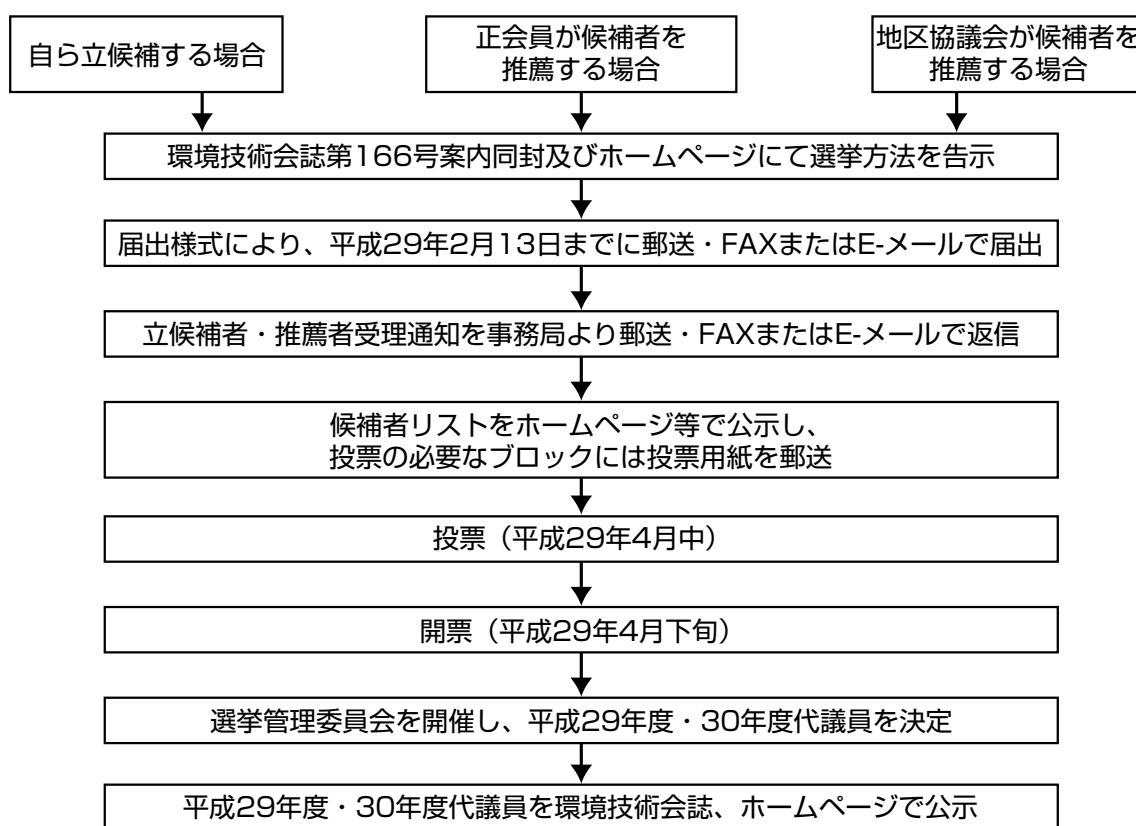 自ら立候補する場合
正会員が候補者を
推薦する場合
地区協議会が候補者を
推薦する場合
環境技術会誌第166号案内同封及びホームページにて選挙方法を告示
届出様式により、平成29年2月13日までに郵送・FAXまたはE-メールで届出
立候補者・推薦者受理通知を事務局より郵送・FAXまたはE-メールで返信
候補者リストをホームページ等で公示し、
投票の必要なブロックには投票用紙を郵送
投票（平成29年4月中）
開票（平成29年4月下旬）
選挙管理委員会を開催し、平成29年度・30年度代議員を決定
平成29年度・30年度代議員を環境技術会誌、ホームページで公示